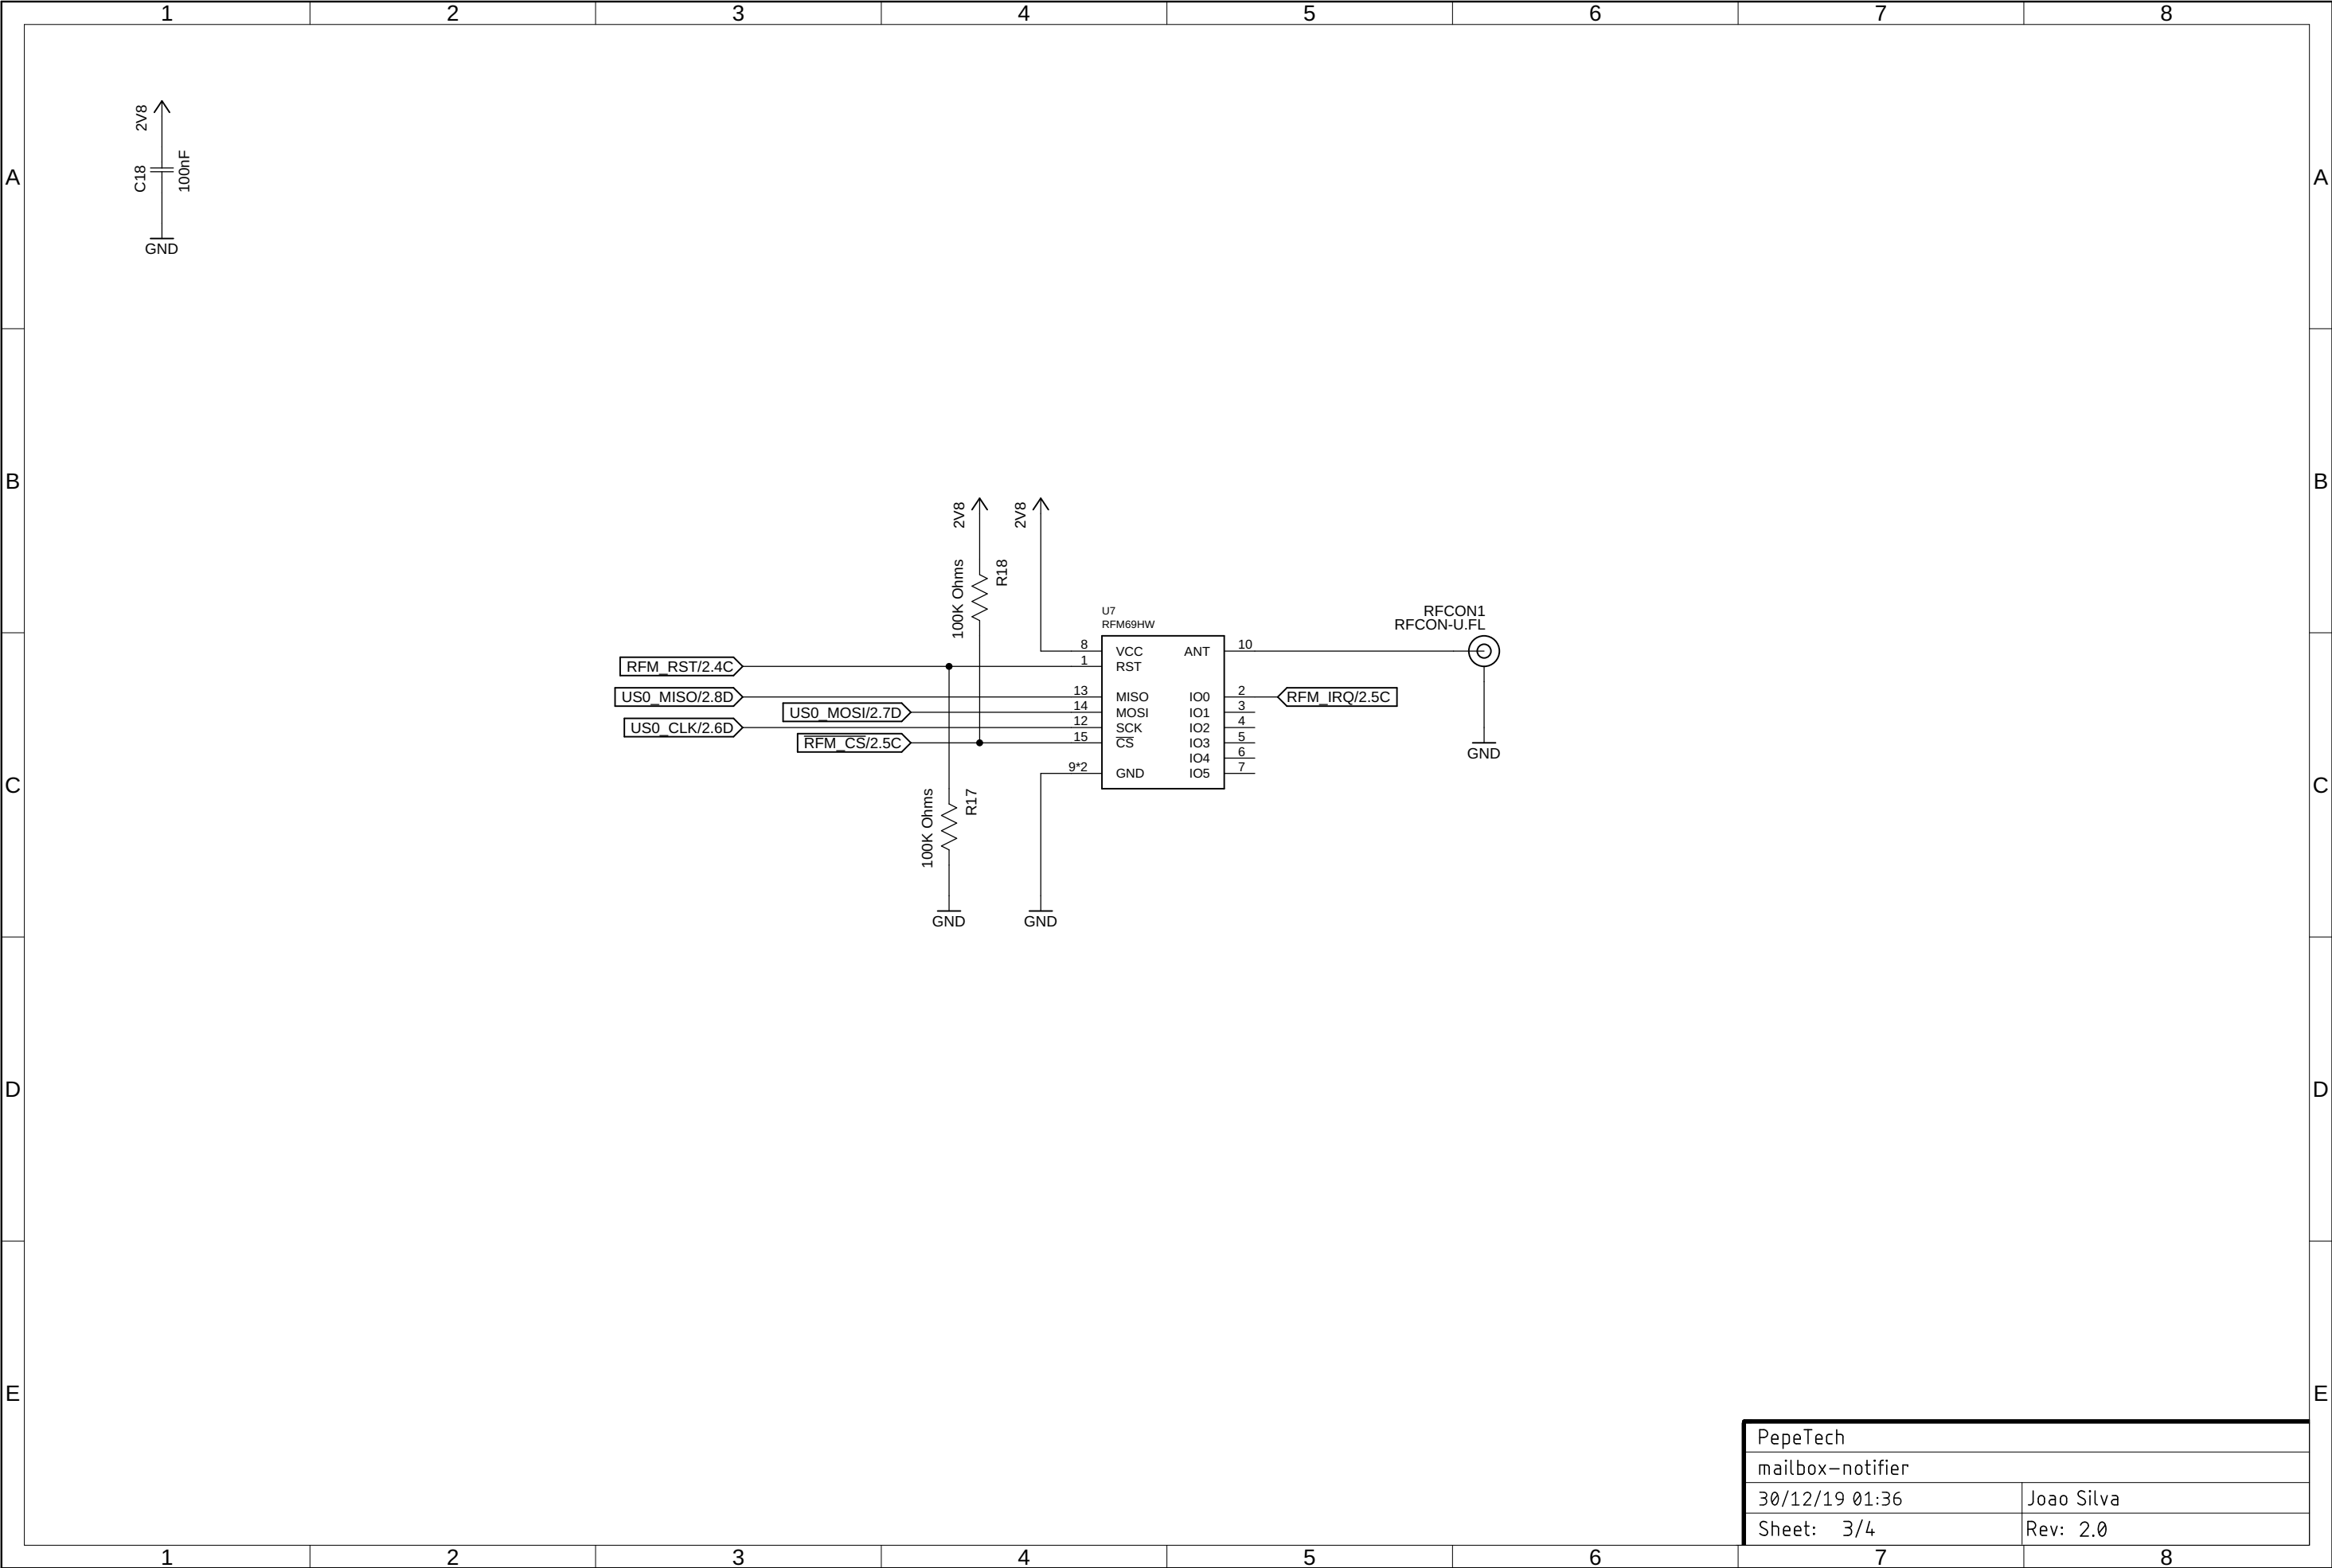 1 2 3 4 5 6 7 8
A A
2V8
C18
100nF
GND
B B
2V8
2V8
100K Ohms
R18
U7
RFM69HW
RFCON1
RFCON-U.FL
8 VCC ANT 10
RFM_RST/2.4C 1 RST
US0_MISO/2.8D 13 MISO IO0 2 RFM_IRQ/2.5C
US0_MOSI/2.7D 14 MOSI IO1 3
US0_CLK/2.6D 12 SCK IO2 4
RFM_CS/2.5C 15 CS IO3 5
IO4 6
9*2 GND IO5 7
GND
C C
100K Ohms
R17
GND
GND
D D
E E
PepeTech
mailbox-notifier
30/12/19 01:36 Joao Silva
Sheet: 3/4 Rev: 2.0
1 2 3 4 5 6 7 8